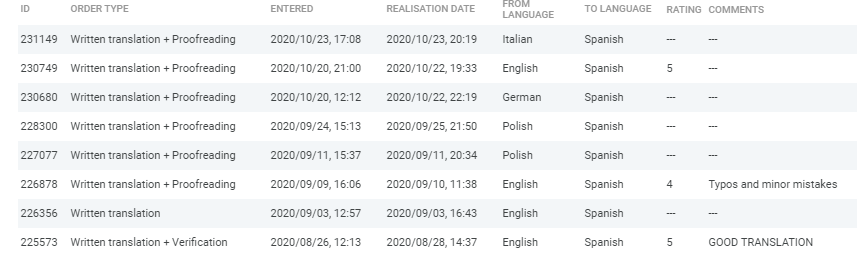 ID ORDER TYPE ENTERED REALISATION DATE FROM LANGUAGE TO LANGUAGE RATING COMMENTS
231149 Written translation + Proofreading 2020/10/23, 17:08 2020/10/23, 20:19 Italian Spanish --- ---
230749 Written translation + Proofreading 2020/10/20, 21:00 2020/10/22, 19:33 English Spanish 5 ---
230680 Written translation + Proofreading 2020/10/20, 12:12 2020/10/22, 22:19 German Spanish --- ---
228300 Written translation + Proofreading 2020/09/24, 15:13 2020/09/25, 21:50 Polish Spanish --- ---
227077 Written translation + Proofreading 2020/09/11, 15:37 2020/09/11, 20:34 Polish Spanish --- ---
226878 Written translation + Proofreading 2020/09/09, 16:06 2020/09/10, 11:38 English Spanish 4 Typos and minor mistakes
226356 Written translation 2020/09/03, 12:57 2020/09/03, 16:43 English Spanish --- ---
225573 Written translation + Verification 2020/08/26, 12:13 2020/08/28, 14:37 English Spanish 5 GOOD TRANSLATION